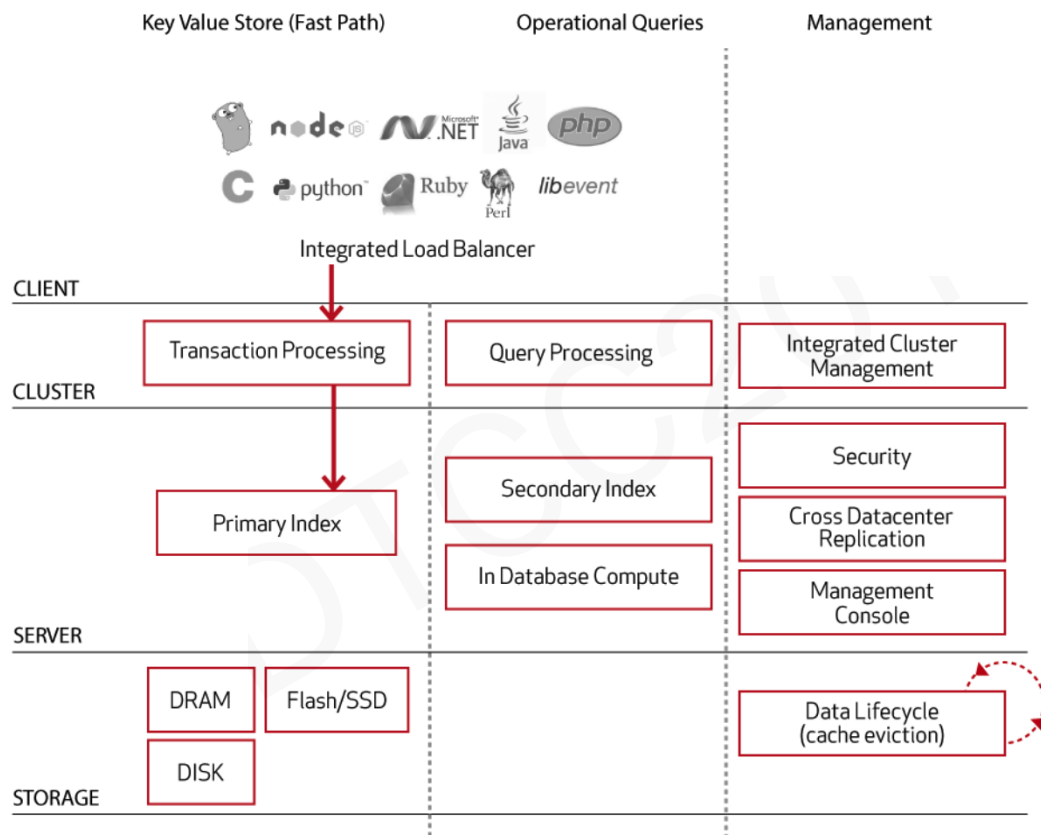 Key Value Store (Fast Path)
Operational Queries
Management
node JS
Microsoft
.NET
Java
php
C
python
Ruby
Perl
libevent
Integrated Load Balancer
CLIENT
Transaction Processing
Query Processing
Integrated Cluster
Management
CLUSTER
Security
Secondary Index
Primary Index
Cross Datacenter
Replication
In Database Compute
Management
Console
SERVER
DRAM
Flash/SSD
Data Lifecycle
(cache eviction)
DISK
STORAGE